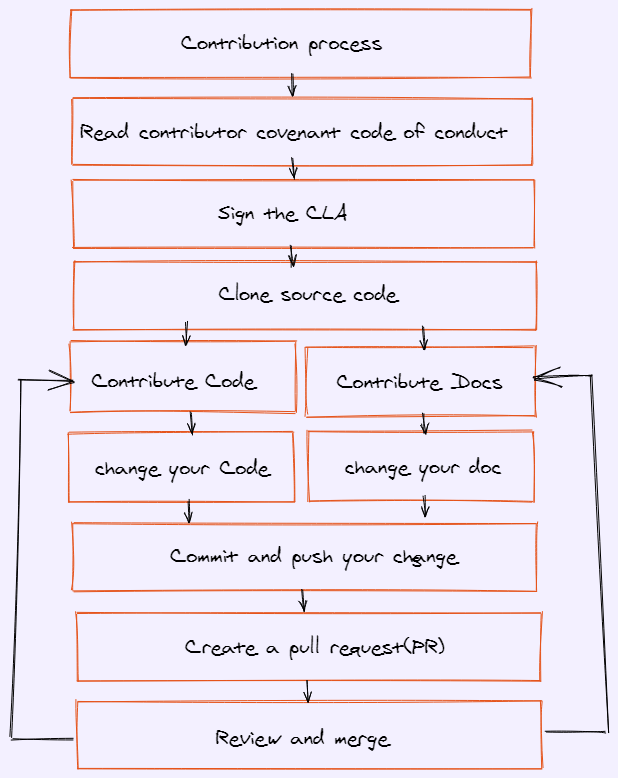 Contribution process
Read contributor covenant code of conduct
Sign the CLA
Clone source code
Contribute Code
Contribute Docs
change your Code
change your doc
Commit and push your change
Create a pull request(PR)
Review and merge